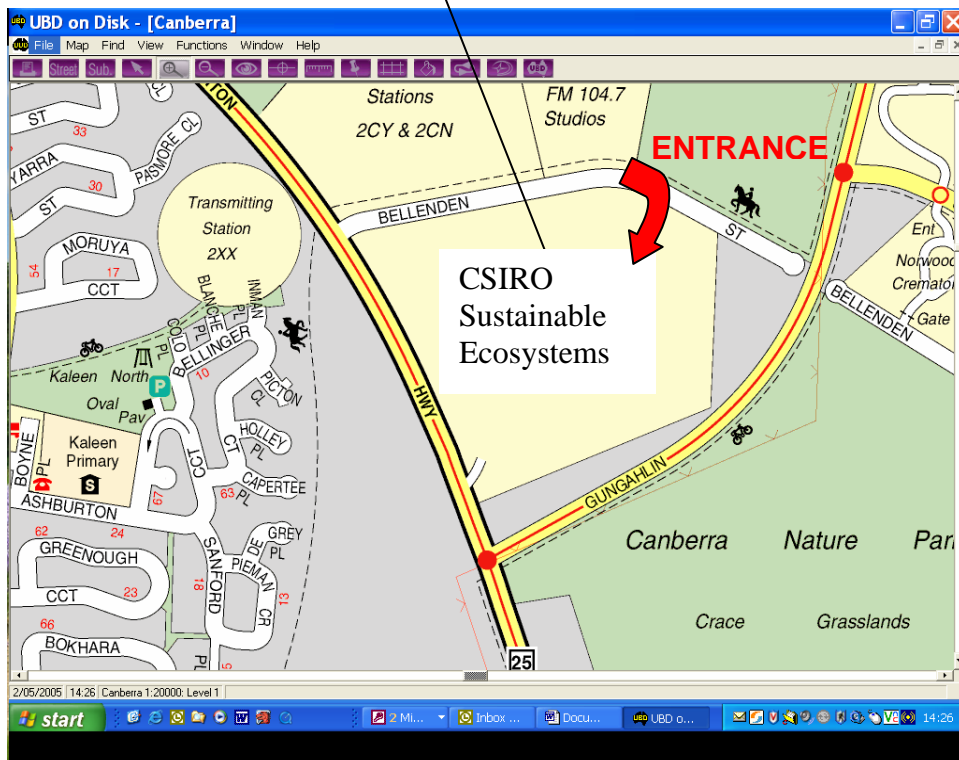 UBD on Disk - [Canberra]
File Map Find View Functions Window Help
Street Sub. UBD
ST
33
PASMORE CL
CL
YARRA
30
ST
MORUYA
17
CCT
54
Transmitting
Station
2XX
Stations
2CY & 2CN
FM 104.7
Studios
ENTRANCE
BELLENDEN
ST
BELLENDEN
Ent
Norwood
Gate
CSIRO
Sustainable
Ecosystems
HWY
GUNGAHLIN
BLANCHE PL
INMAN PL
COLO PL
BELLINGER
10
CT
PICTON
CL
HOLLEY
PL
CAPERTEE
PL
63
CCT
67
Kaleen North
Oval
Pav
P
Kaleen
Primary
S
BOYNE
PL
ASHBURTON
62
24
GREENOUGH
CCT
23
66
BOKHARA
SANFORD
18
GREY
PL
DE
PIEMAN
CR
13
PL
5
25
Canberra Nature
Crace Grasslands
2/05/2005 14:26 Canberra 1:20000: Level 1
start 2 Mi... Inbox ... Docu... UBD o... 14:26